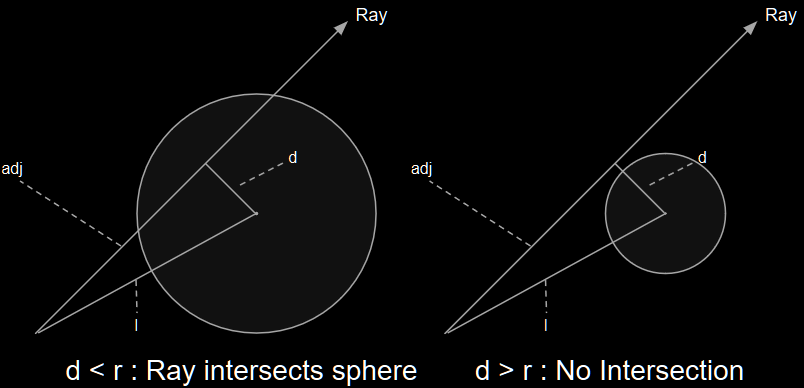 Ray
adj
d
l
d < r : Ray intersects sphere
Ray
adj
d
l
d > r : No Intersection